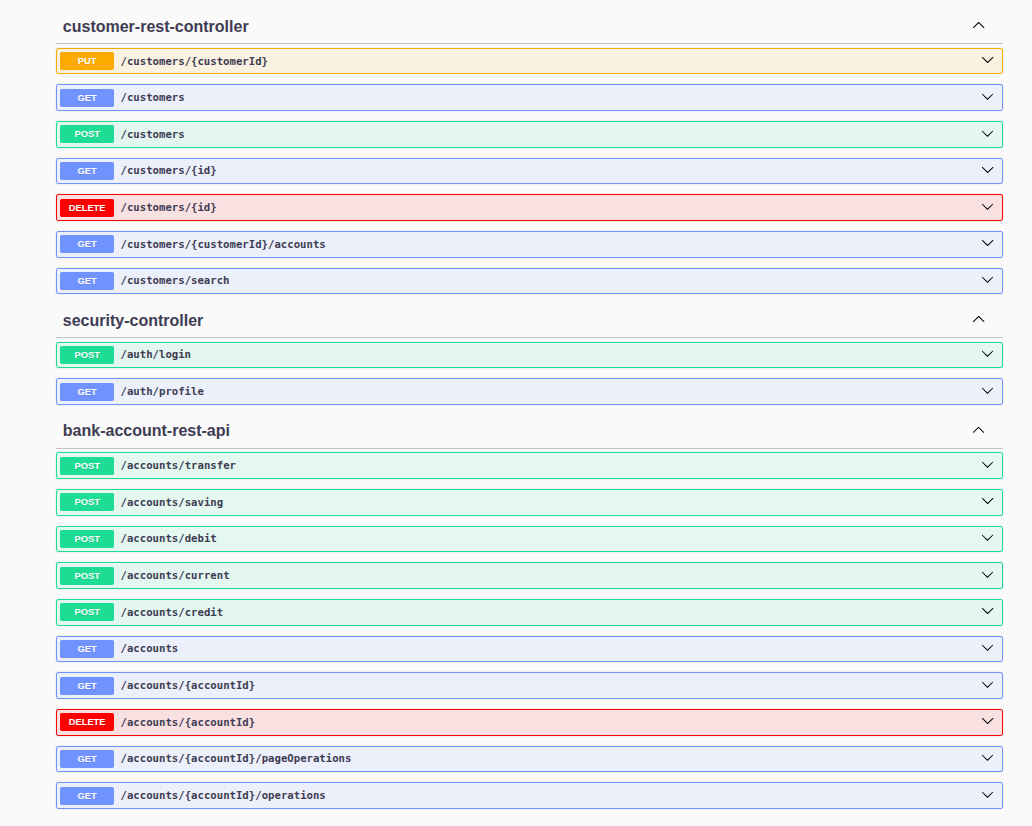 customer-rest-controller
PUT /customers/{customerId}
GET /customers
POST /customers
GET /customers/{id}
DELETE /customers/{id}
GET /customers/{customerId}/accounts
GET /customers/search
security-controller
POST /auth/login
GET /auth/profile
bank-account-rest-api
POST /accounts/transfer
POST /accounts/saving
POST /accounts/debit
POST /accounts/current
POST /accounts/credit
GET /accounts
GET /accounts/{accountId}
DELETE /accounts/{accountId}
GET /accounts/{accountId}/pageOperations
GET /accounts/{accountId}/operations